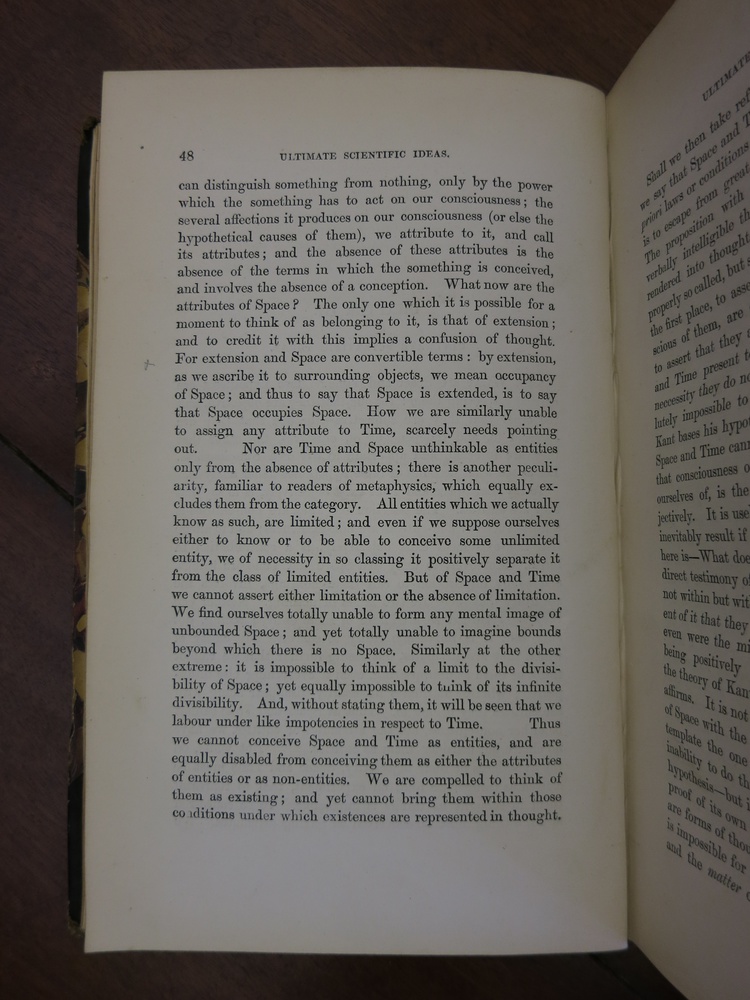 48 ULTIMATE SCIENTIFIC IDEAS.
can distinguish something from nothing, only by the power
which the something has to act on our consciousness; the
several affections it produces on our consciousness (or else the
hypothetical causes of them), we attribute to it, and call
its attributes; and the absence of these attributes is the
absence of the terms in which the something is conceived,
and involves the absence of a conception. What now are the
attributes of Space? The only one which it is possible for a
moment to think of as belonging to it, is that of extension;
and to credit it with this implies a confusion of thought.
For extension and Space are convertible terms: by extension,
as we ascribe it to surrounding objects, we mean occupancy
of Space; and thus to say that Space is extended, is to say
that Space occupies Space. How we are similarly unable
to assign any attribute to Time, scarcely needs pointing
out. Nor are Time and Space unthinkable as entities
only from the absence of attributes; there is another peculi-
arity, familiar to readers of metaphysics, which equally ex-
cludes them from the category. All entities which we actually
know as such, are limited; and even if we suppose ourselves
either to know or to be able to conceive some unlimited
entity, we of necessity in so classing it positively separate it
from the class of limited entities. But of Space and Time
we cannot assert either limitation or the absence of limitation.
We find ourselves totally unable to form any mental image of
unbounded Space; and yet totally unable to imagine bounds
beyond which there is no Space. Similarly at the other
extreme: it is impossible to think of a limit to the divisi-
bility of Space; yet equally impossible to think of its infinite
divisibility. And, without stating them, it will be seen that we
labour under like impotencies in respect to Time. Thus
we cannot conceive Space and Time as entities, and are
equally disabled from conceiving them as either the attributes
of entities or as non-entities. We are compelled to think of
them as existing; and yet cannot bring them within those
conditions under which existences are represented in thought.
ULTIMATE
Shall we then take
we say that Space and
priori laws or conditions
is to escape from great
The proposition with
verbally intelligible
rendered into thought
properly so called, but
the first place, to
scious of them, are
to assert that they
and Time present
neccessity they do
lutely impossible to
Kant bases his
Space and Time
that consciousness
ourselves of, is the
jectively. It is
inevitably result if
here is—What
direct testimony
not within but
ent of it that they
even were the
being positively
the theory of
affirms. It is not
of Space with the
template the one
inability to do
hypothesis—but
proof of its own
are forms of
is impossible for
and the matter